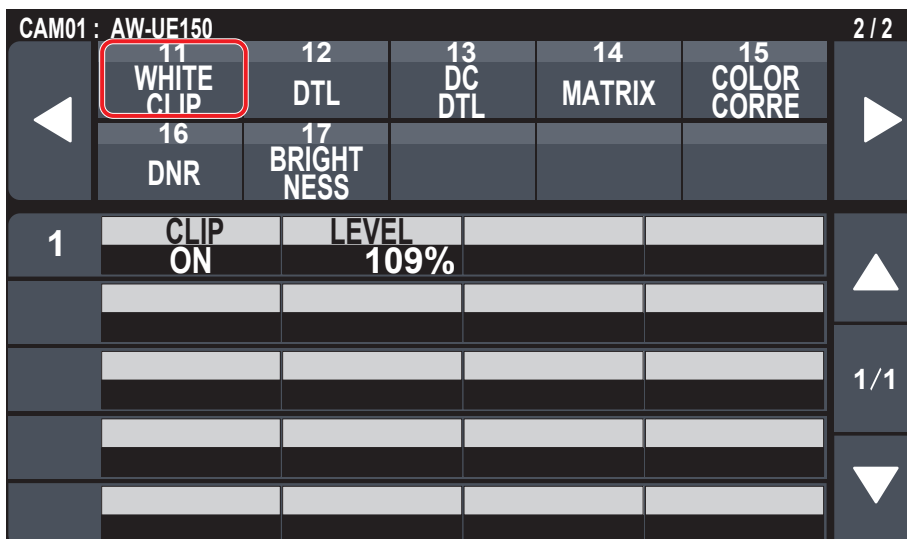 CAM01 : AW-UE150 2 / 2
11 12 13 14 15
WHITE CLIP DTL DC DTL MATRIX COLOR CORRE
16 17
DNR BRIGHT NESS
1 CLIP LEVEL
ON 109%
1/1